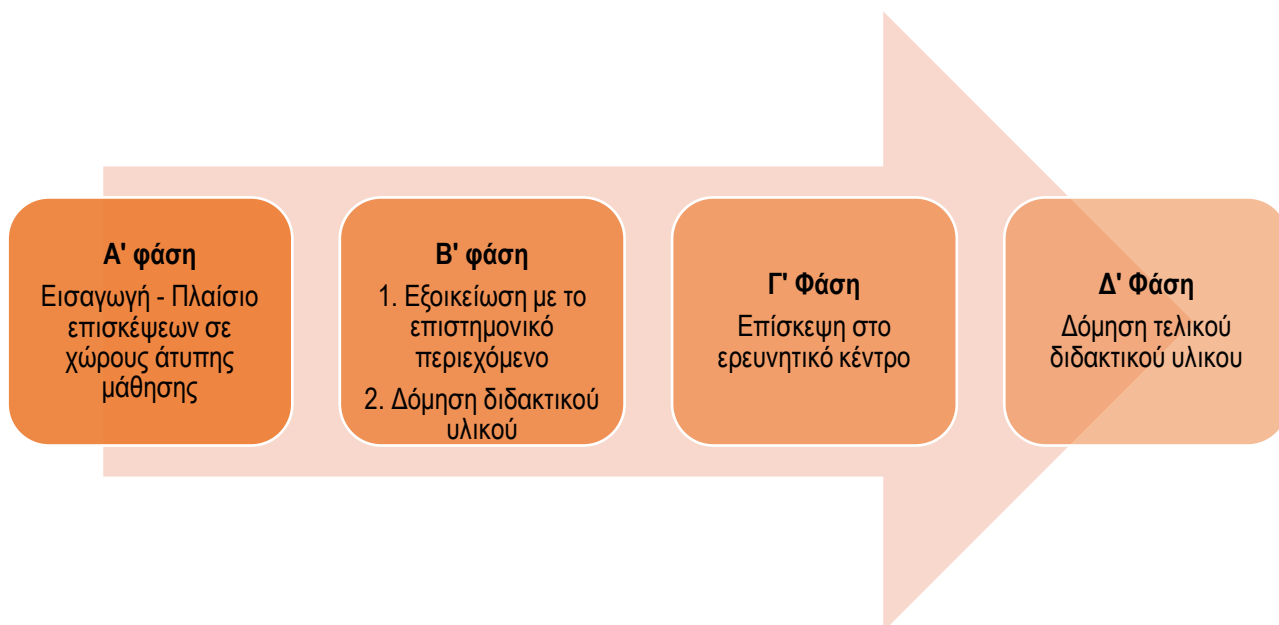 Α' φάση
Εισαγωγή - Πλαίσιο
επισκέψεων σε
χώρους άτυπης
μάθησης
Β' φάση
1. Εξοικείωση με το
επιστημονικό
περιεχόμενο
2. Δόμηση διδακτικού
υλικού
Γ' Φάση
Επίσκεψη στο
ερευνητικό κέντρο
Δ' Φάση
Δόμηση τελικού
διδακτικού υλικου